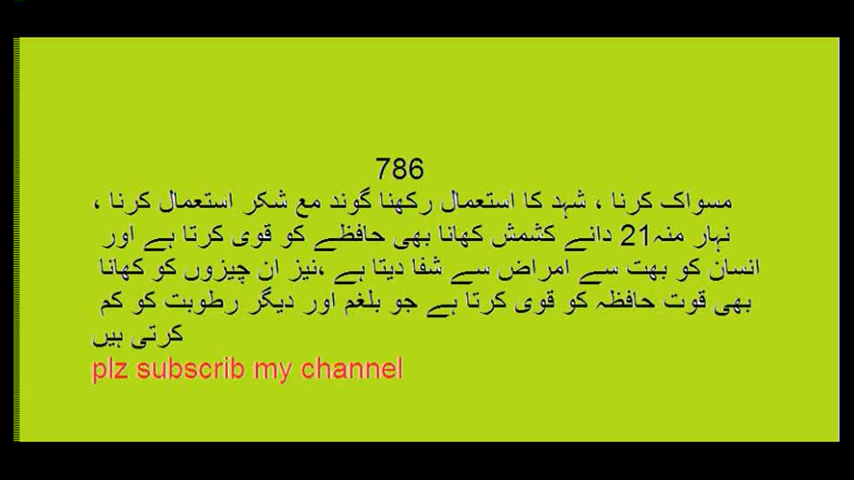 786
مسواک کرنا ، شہد کا استعمال رکھنا گوند مع شکر استعمال کرنا ،
نہار منہ21 دانے کشمش کھانا بھی حافظے کو قوی کرتا ہے اور
انسان کو بھت سے امراض سے شفا دیتا ہے ،نیز ان چیزوں کو کھانا
بھی قوت حافظہ کو قوی کرتا ہے جو بلغم اور دیگر رطوبت کو کم
کرتی ہیں
plz subscrib my channel